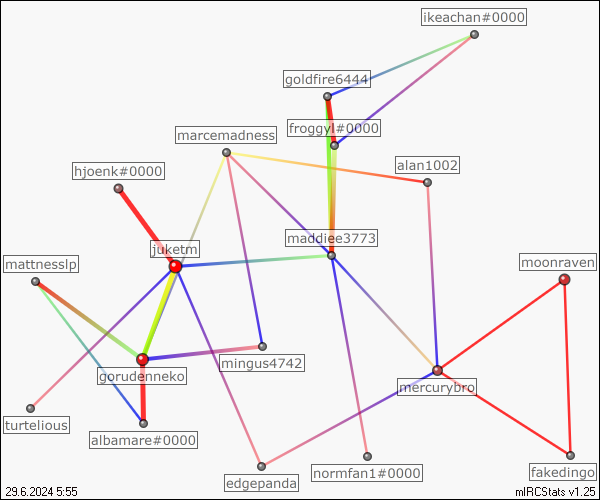 ikeachan#0000
goldfire6444
froggyl#0000
marcemadness
alan1002
hjoenk#0000
maddiee3773
juketm
mattnesslp
moonraven
mingus4742
gorudenneko
mercurybro
turtelious
albamare#0000
normfan1#0000
fakedingo
edgepanda
29.6.2024 5:55
mIRCStats v1.25